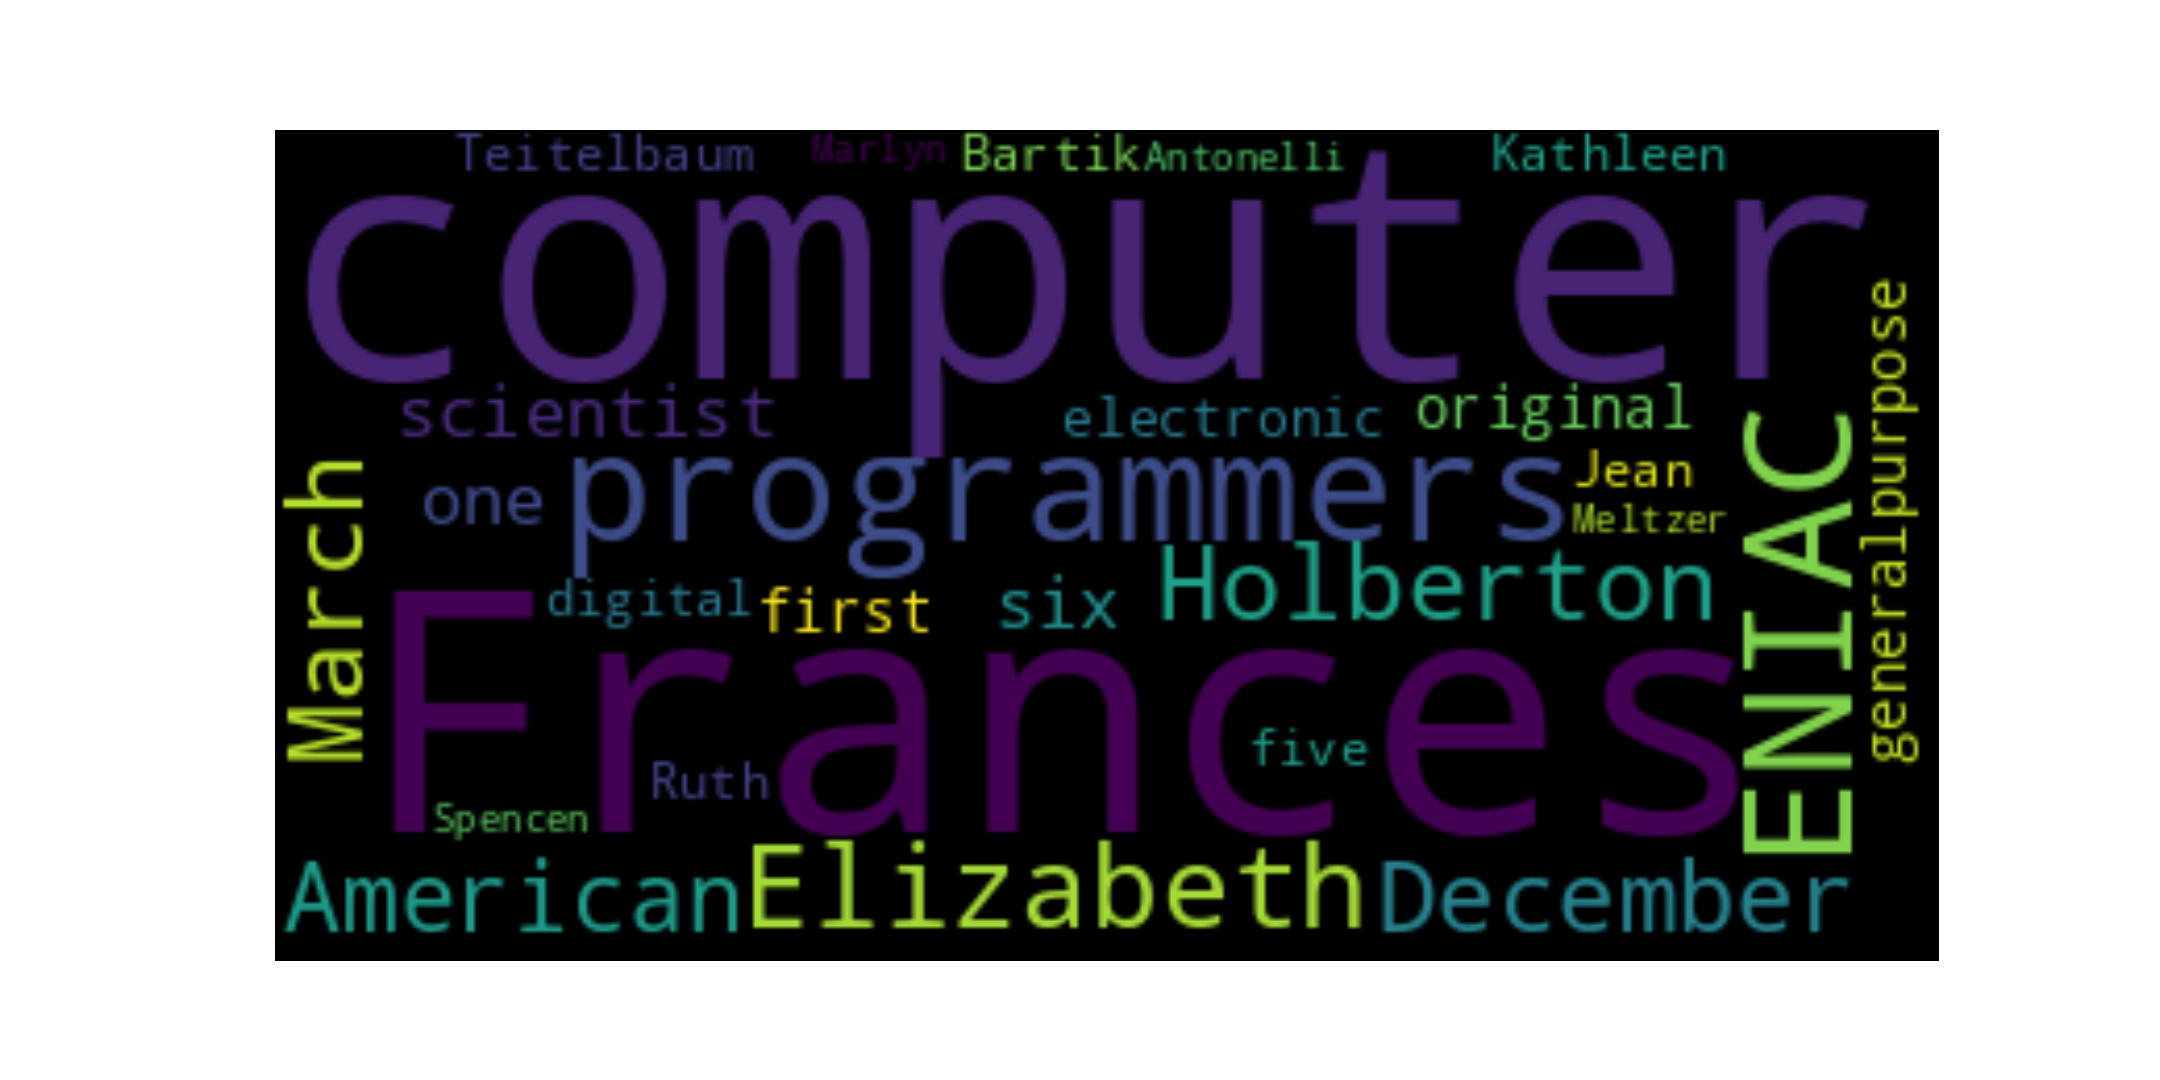 Teitelbaum Marlyn Bartik Antonelli Kathleen
computer
scientist electronic original
one programmers Jean
Meltzer
digital first six Holberton
March
Frances
ENIAC
generalpurpose
Ruth five
Spencen
American Elizabeth December